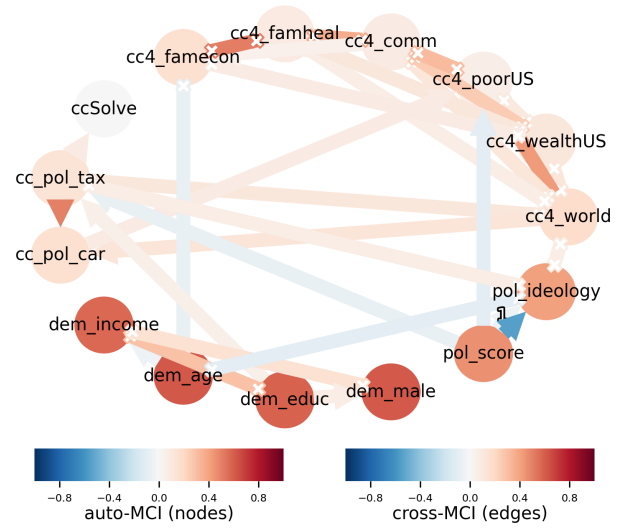 cc4_famheal
cc4_comm
cc4_famecon
cc4_poorUS
ccSolve
cc4_wealthUS
cc_pol_tax
cc4_world
cc_pol_car
pol_ideology
1
dem_income
pol_score
dem_age
dem_educ
dem_male
−0.8 −0.4 0.0 0.4 0.8
auto-MCI (nodes)
−0.8 −0.4 0.0 0.4 0.8
cross-MCI (edges)